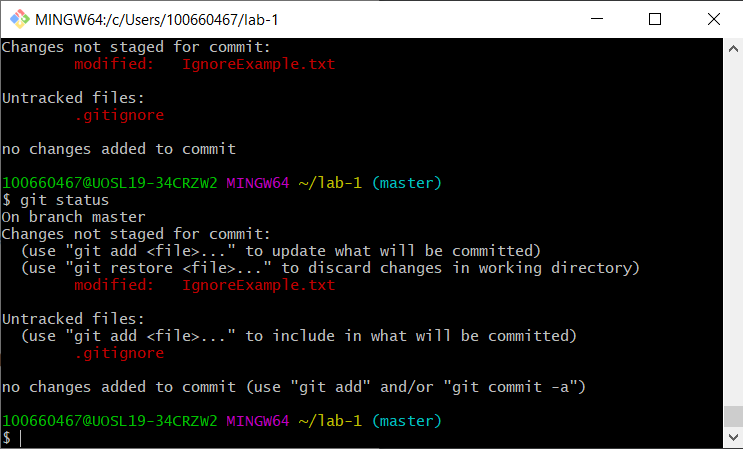 MINGW64:/c/Users/100660467/lab-1
Changes not staged for commit:
        modified:   IgnoreExample.txt

Untracked files:
        .gitignore

no changes added to commit

100660467@UOSL19-34CRZW2 MINGW64 ~/lab-1 (master)
$ git status
On branch master
Changes not staged for commit:
  (use "git add <file>..." to update what will be committed)
  (use "git restore <file>..." to discard changes in working directory)
        modified:   IgnoreExample.txt

Untracked files:
  (use "git add <file>..." to include in what will be committed)
        .gitignore

no changes added to commit (use "git add" and/or "git commit -a")

100660467@UOSL19-34CRZW2 MINGW64 ~/lab-1 (master)
$